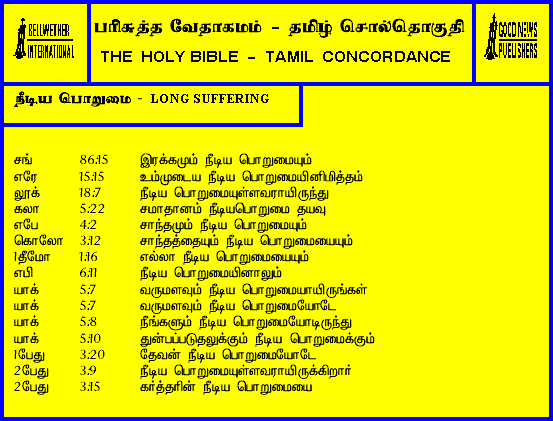 BELLWETHER
INTERNATIONAL
பரிசுத்த வேதாகமம் - தமிழ் சொல்தொகுதி
THE HOLY BIBLE - TAMIL CONCORDANCE
GOOD NEWS
PUBLISHERS
நீடிய பொறுமை - LONG SUFFERING
சங் 86:15 இரக்கமும் நீடிய பொறுமையும்
எரே 15:15 உம்முடைய நீடிய பொறுமையினிமித்தம்
லூக் 18:7 நீடிய பொறுமையுள்ளவராயிருந்து
கலா 5:22 சமாதானம் நீடியபொறுமை தயவு
எபே 4:2 சாந்தமும் நீடிய பொறுமையும்
கொலோ 3:12 சாந்தத்தையும் நீடிய பொறுமையையும்
1தீமோ 1:16 எல்லா நீடிய பொறுமையையும்
எபி 6:11 நீடிய பொறுமையினாலும்
யாக் 5:7 வருமளவும் நீடிய பொறுமையாயிருங்கள்
யாக் 5:7 வருமளவும் நீடிய பொறுமையோடே
யாக் 5:8 நீங்களும் நீடிய பொறுமையோடிருந்து
யாக் 5:10 துன்பப்படுதலுக்கும் நீடிய பொறுமைக்கும்
1பேது 3:20 தேவன் நீடிய பொறுமையோடே
2பேது 3:9 நீடிய பொறுமையுள்ளவராயிருக்கிறார்
2பேது 3:15 கர்த்தரின் நீடிய பொறுமையை